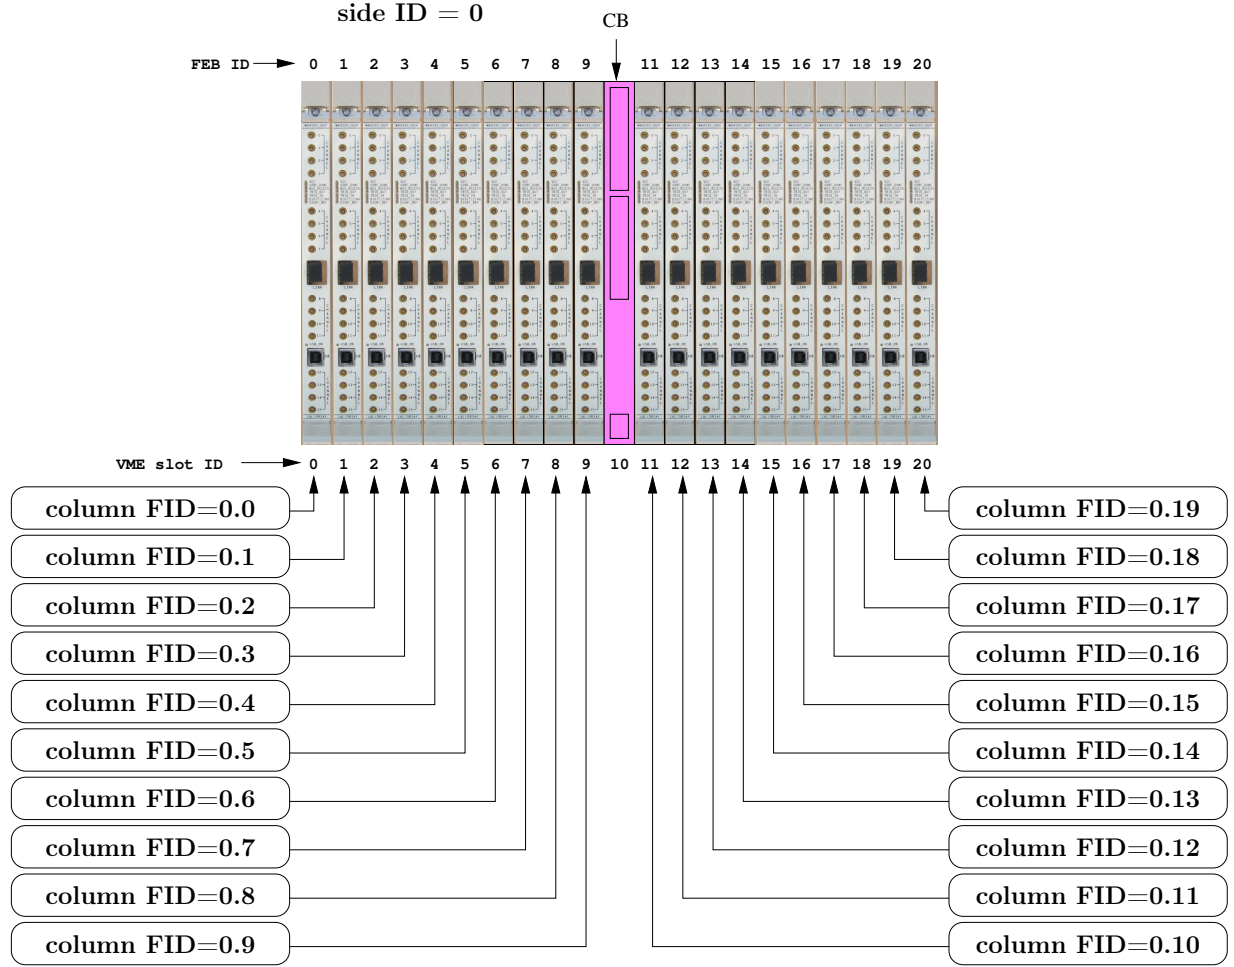 side ID = 0
CB
FEB ID 0 1 2 3 4 5 6 7 8 9 11 12 13 14 15 16 17 18 19 20
VME slot ID 0 1 2 3 4 5 6 7 8 9 10 11 12 13 14 15 16 17 18 19 20
column FID=0.0 column FID=0.19
column FID=0.1 column FID=0.18
column FID=0.2 column FID=0.17
column FID=0.3 column FID=0.16
column FID=0.4 column FID=0.15
column FID=0.5 column FID=0.14
column FID=0.6 column FID=0.13
column FID=0.7 column FID=0.12
column FID=0.8 column FID=0.11
column FID=0.9 column FID=0.10